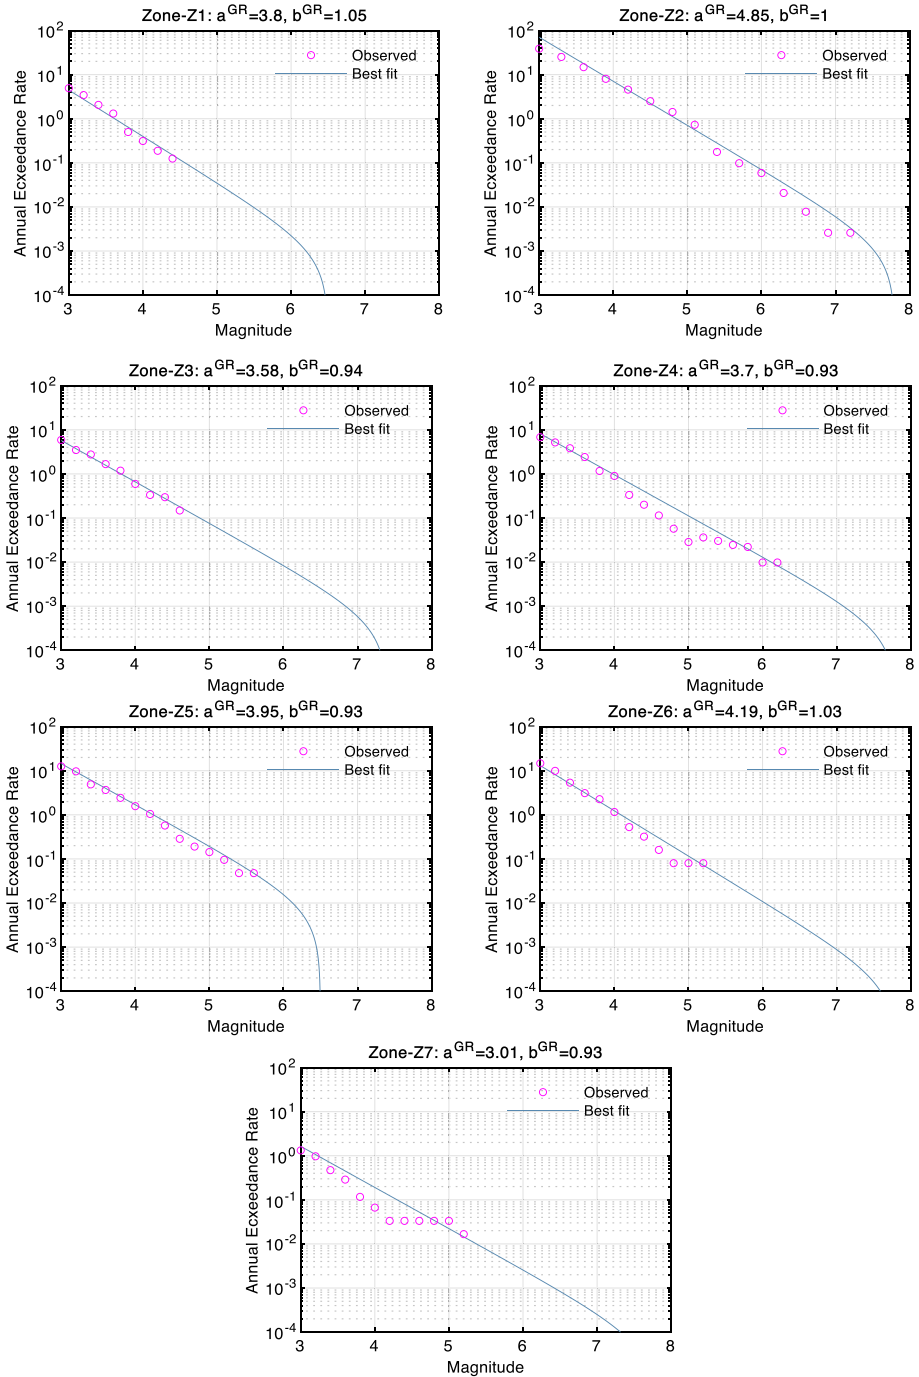 Zone-Z1: a^GR=3.8, b^GR=1.05
10^2
10^1
10^0
10^-1
10^-2
10^-3
10^-4
Annual Ecxeedance Rate
Observed
Best fit
3 4 5 6 7 8
Magnitude
Zone-Z2: a^GR=4.85, b^GR=1
10^2
10^1
10^0
10^-1
10^-2
10^-3
10^-4
Annual Ecxeedance Rate
Observed
Best fit
3 4 5 6 7 8
Magnitude
Zone-Z3: a^GR=3.58, b^GR=0.94
10^2
10^1
10^0
10^-1
10^-2
10^-3
10^-4
Annual Ecxeedance Rate
Observed
Best fit
3 4 5 6 7 8
Magnitude
Zone-Z4: a^GR=3.7, b^GR=0.93
10^2
10^1
10^0
10^-1
10^-2
10^-3
10^-4
Annual Ecxeedance Rate
Observed
Best fit
3 4 5 6 7 8
Magnitude
Zone-Z5: a^GR=3.95, b^GR=0.93
10^2
10^1
10^0
10^-1
10^-2
10^-3
10^-4
Annual Ecxeedance Rate
Observed
Best fit
3 4 5 6 7 8
Magnitude
Zone-Z6: a^GR=4.19, b^GR=1.03
10^2
10^1
10^0
10^-1
10^-2
10^-3
10^-4
Annual Ecxeedance Rate
Observed
Best fit
3 4 5 6 7 8
Magnitude
Zone-Z7: a^GR=3.01, b^GR=0.93
10^2
10^1
10^0
10^-1
10^-2
10^-3
10^-4
Annual Ecxeedance Rate
Observed
Best fit
3 4 5 6 7 8
Magnitude